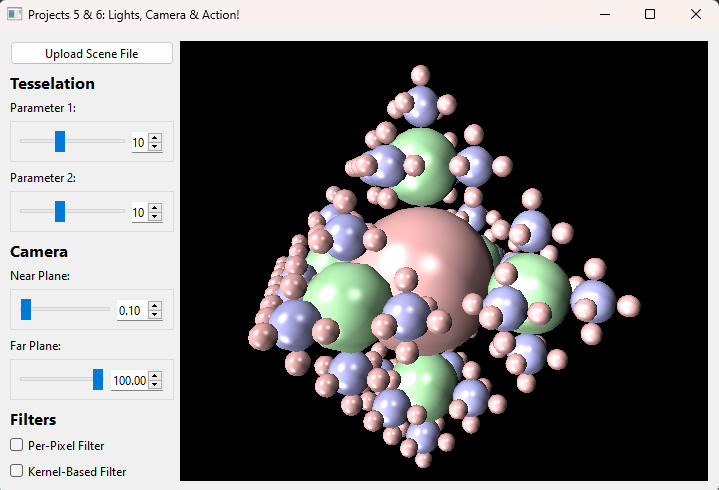 Projects 5 & 6: Lights, Camera & Action!
Upload Scene File
Tesselation
Parameter 1:
10
Parameter 2:
10
Camera
Near Plane:
0.10
Far Plane:
100.00
Filters
Per-Pixel Filter
Kernel-Based Filter